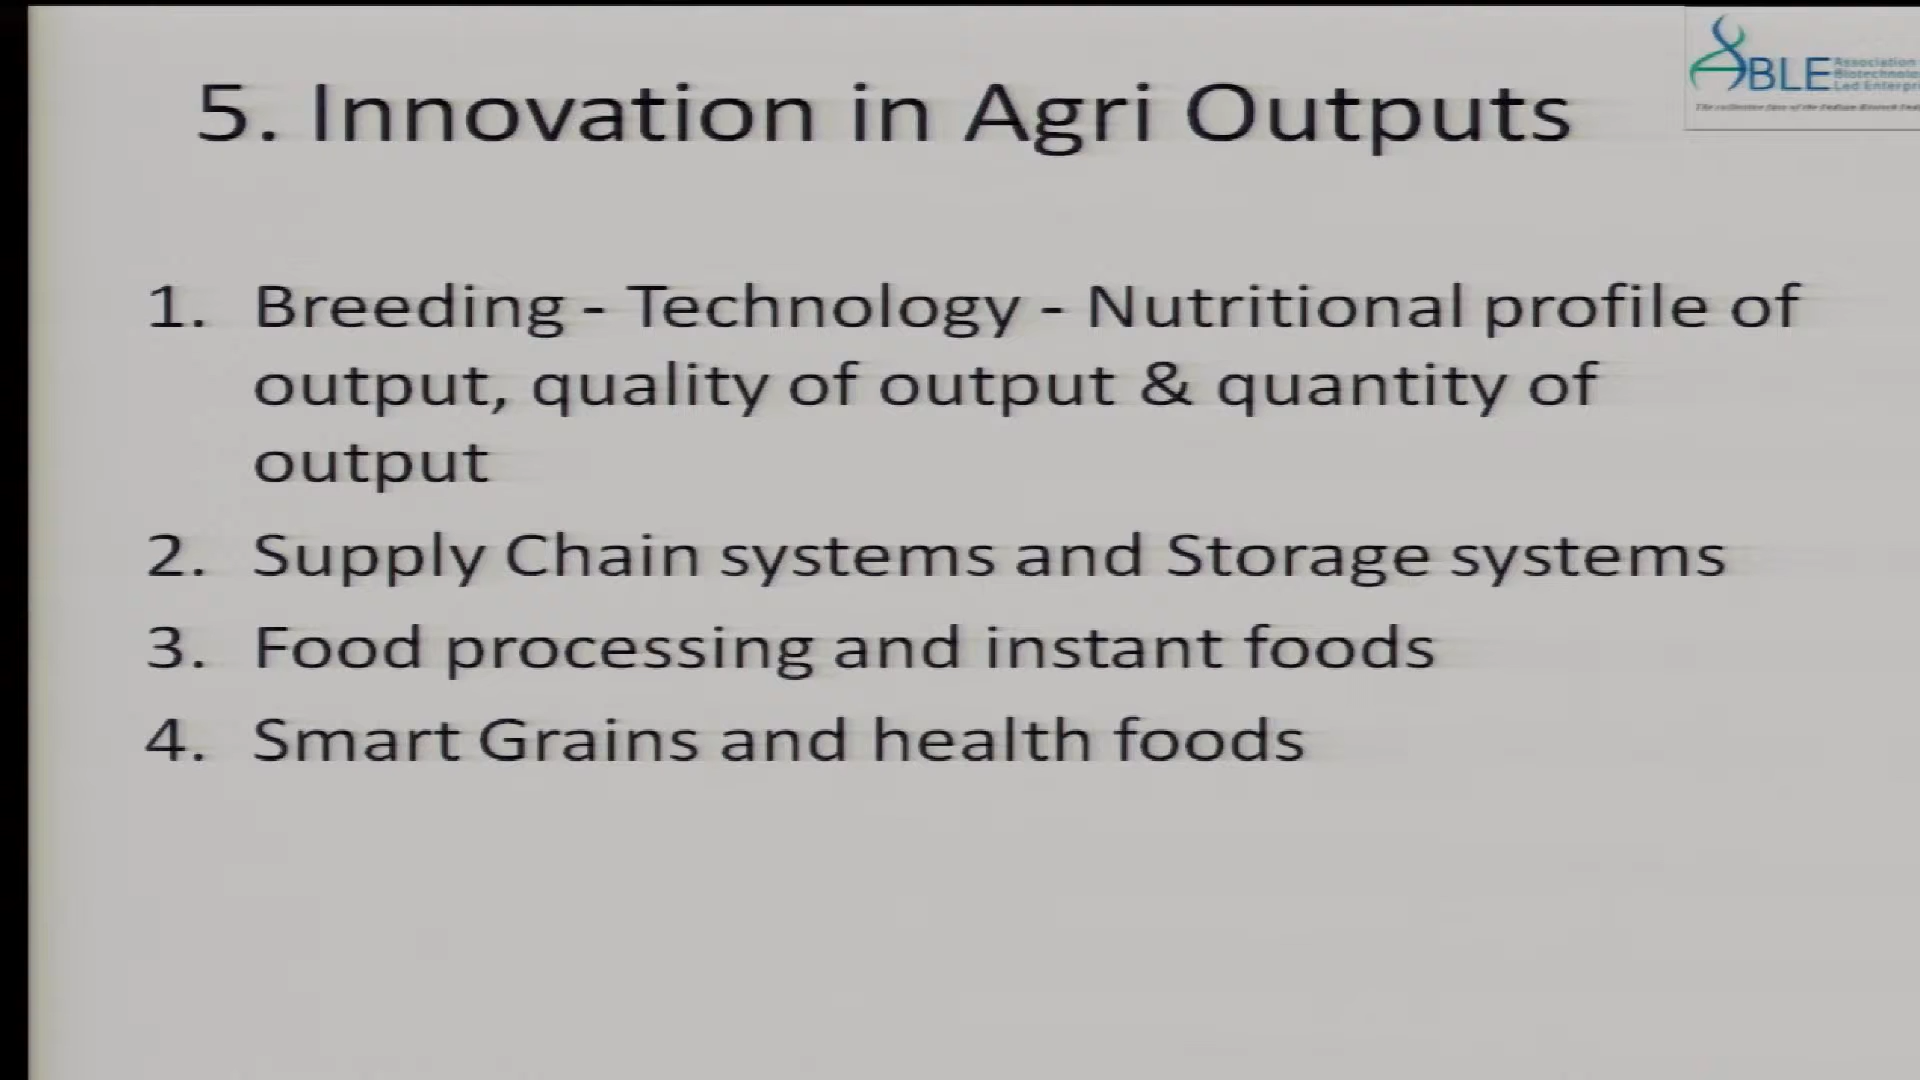 5. Innovation in Agri Outputs
ABLE
Association
Led
1. Breeding - Technology - Nutritional profile of
output, quality of output & quantity of
output
2. Supply Chain systems and Storage systems
3. Food processing and instant foods
4. Smart Grains and health foods